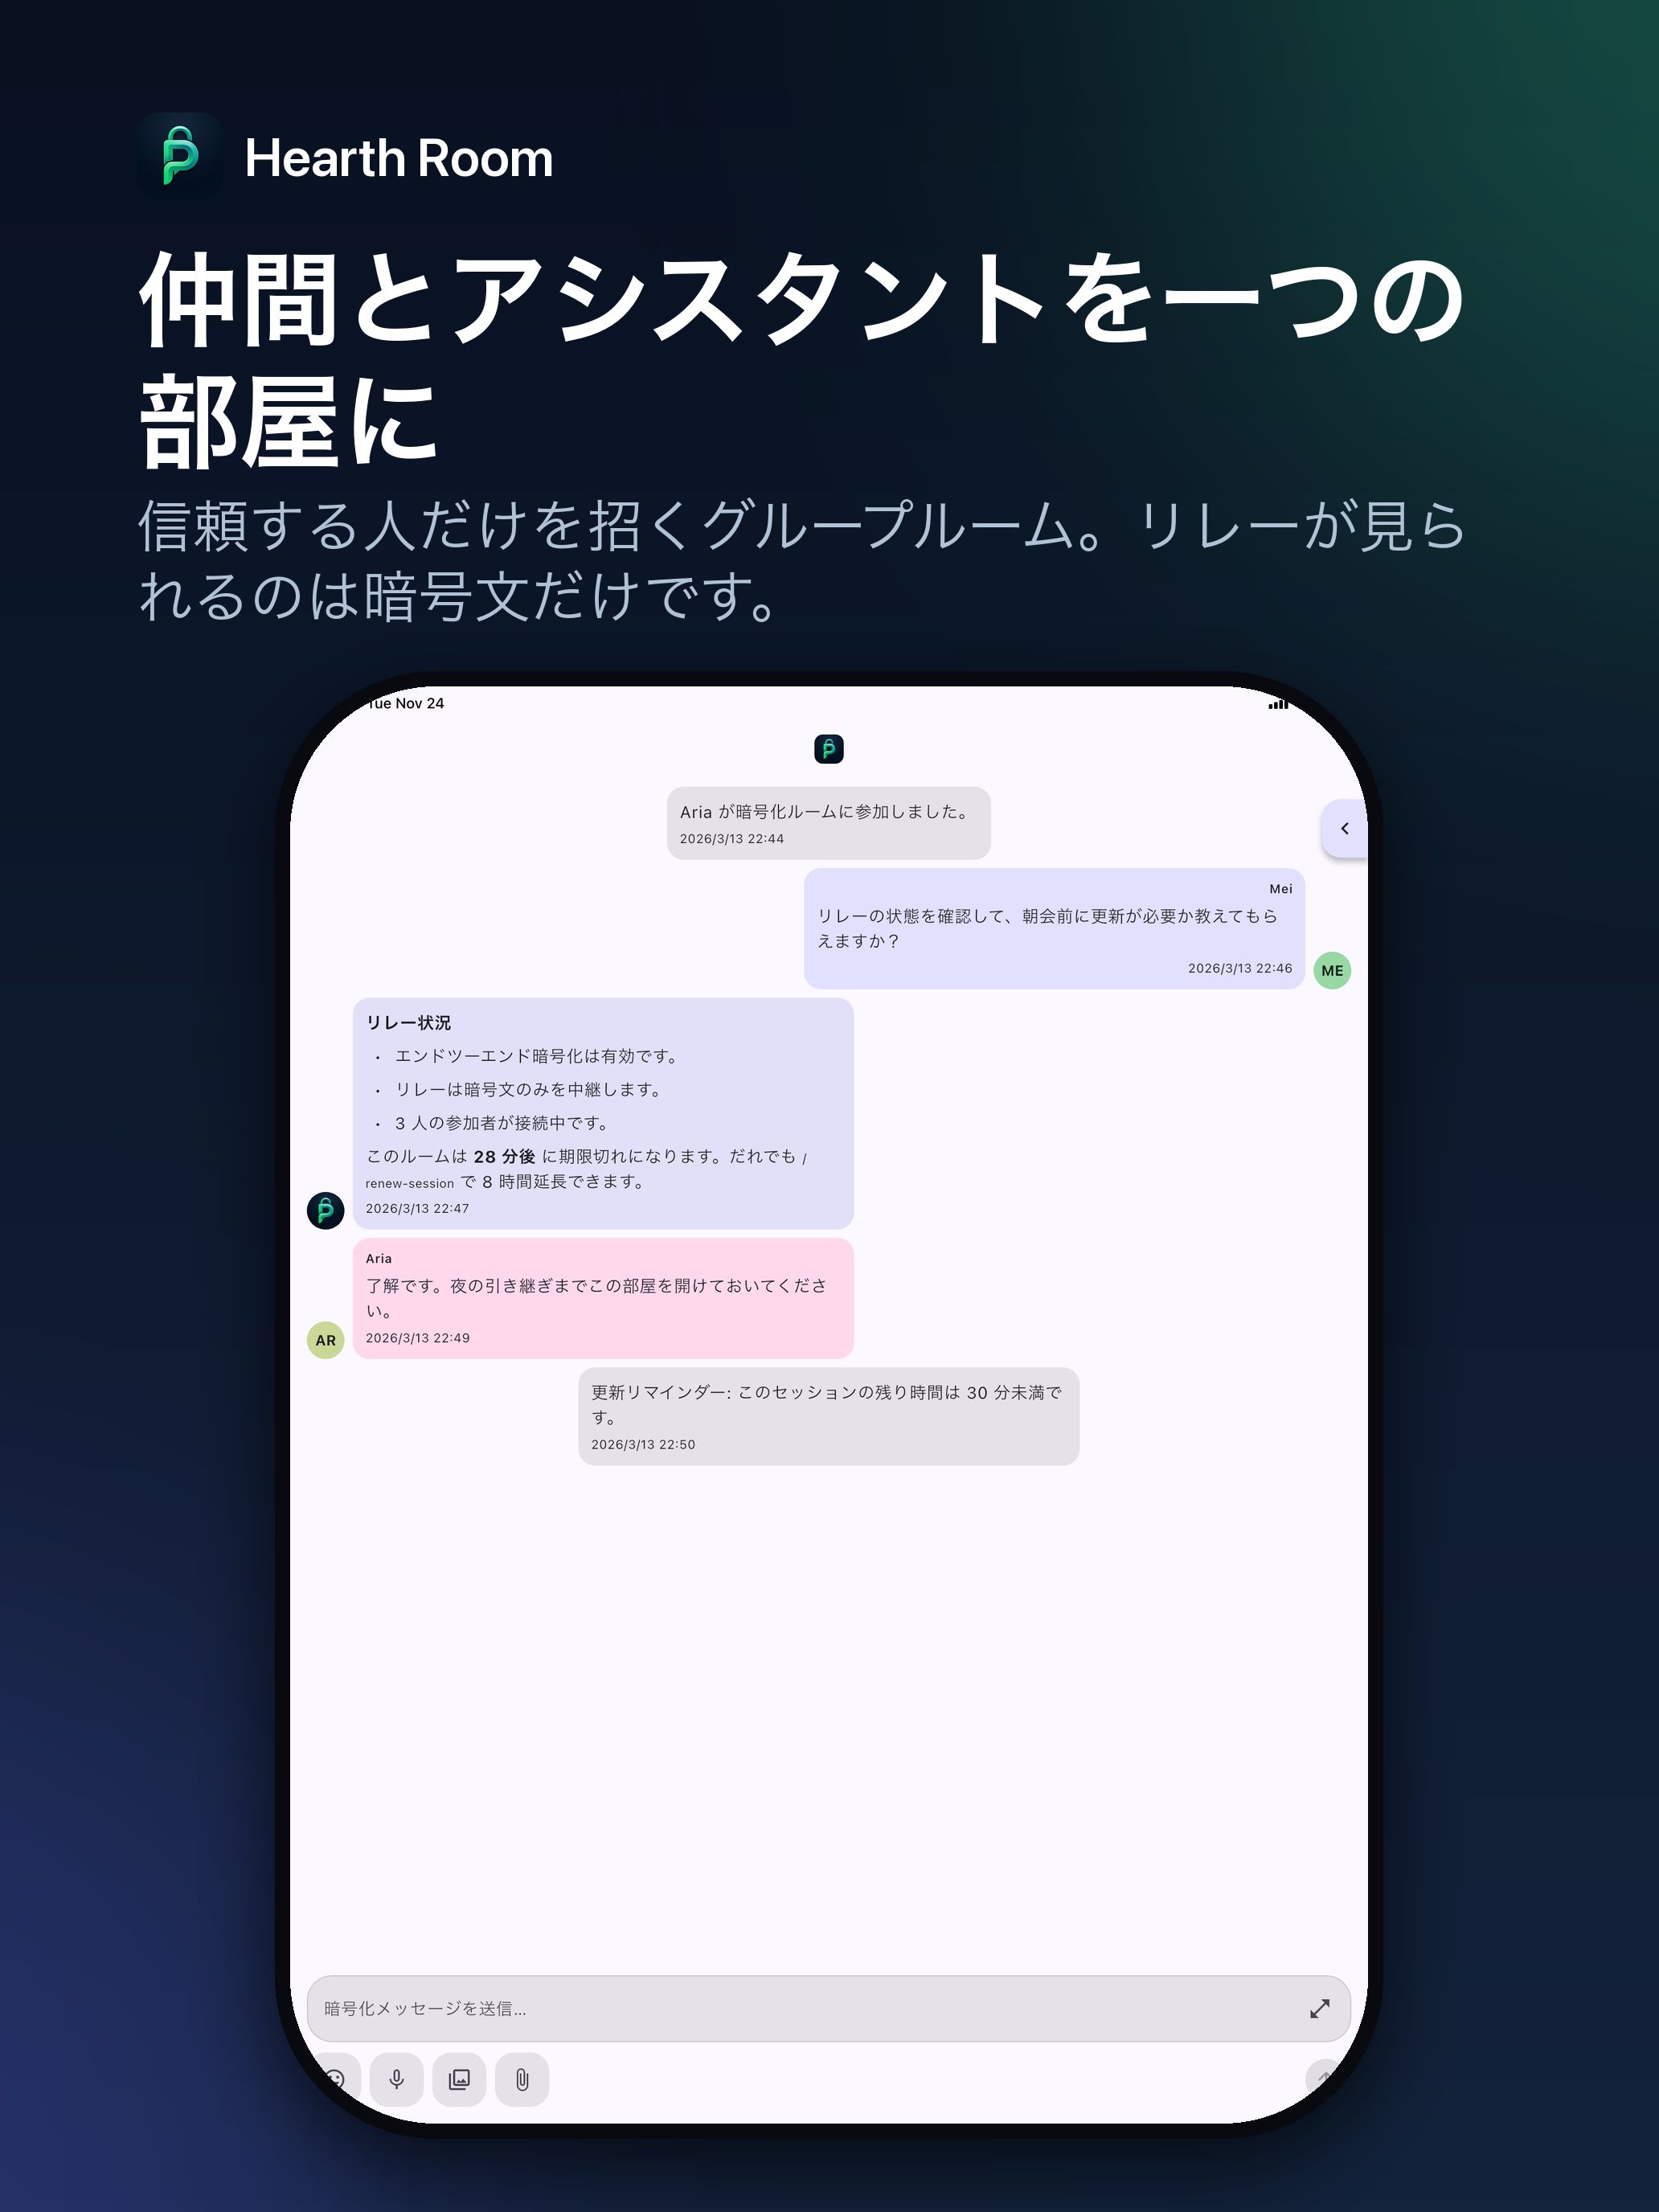 Hearth Room
仲間とアシスタントを一つの
部屋に
信頼する人だけを招くグループルーム。リレーが見ら
れるのは暗号文だけです。
Tue Nov 24
Aria が暗号化ルームに参加しました。
2026/3/13 22:44
Mei
リレーの状態を確認して、朝会前に更新が必要か教えてもら
えますか？
2026/3/13 22:46
ME
リレー状況
• エンドツーエンド暗号化は有効です。
• リレーは暗号文のみを中継します。
• 3 人の参加者が接続中です。
このルームは 28 分後 に期限切れになります。だれでも /
renew-session で 8 時間延長できます。
2026/3/13 22:47
Aria
了解です。夜の引き継ぎまでこの部屋を開けておいてくださ
い。
2026/3/13 22:49
AR
更新リマインダー: このセッションの残り時間は 30 分未満で
す。
2026/3/13 22:50
暗号化メッセージを送信...